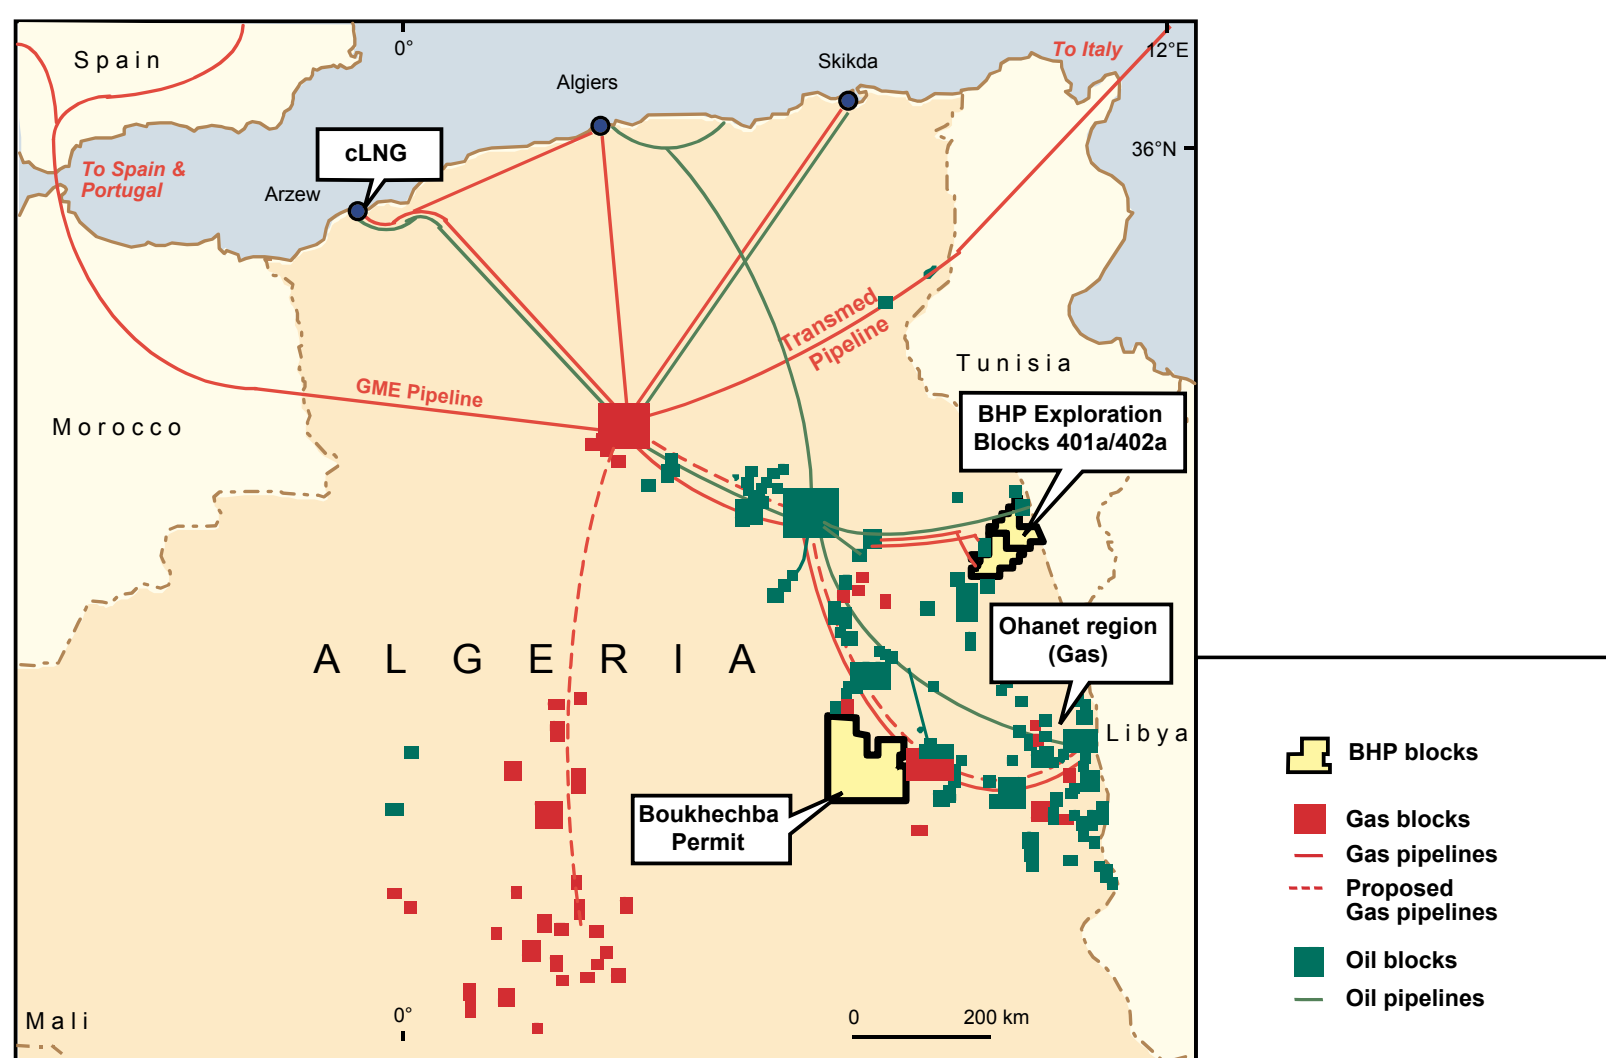 Spain
0°
Skikda
To Italy
12°E
Algiers
36°N
cLNG
To Spain &
Portugal
Arzew
Transmed
Pipeline
Tunisia
GME Pipeline
BHP Exploration
Blocks 401a/402a
Morocco
ALGERIA
Ohanet region
(Gas)
Libya
Boukhechba
Permit
BHP blocks
Gas blocks
Gas pipelines
Proposed
Gas pipelines
Oil blocks
Oil pipelines
Mali
0°
0
200 km